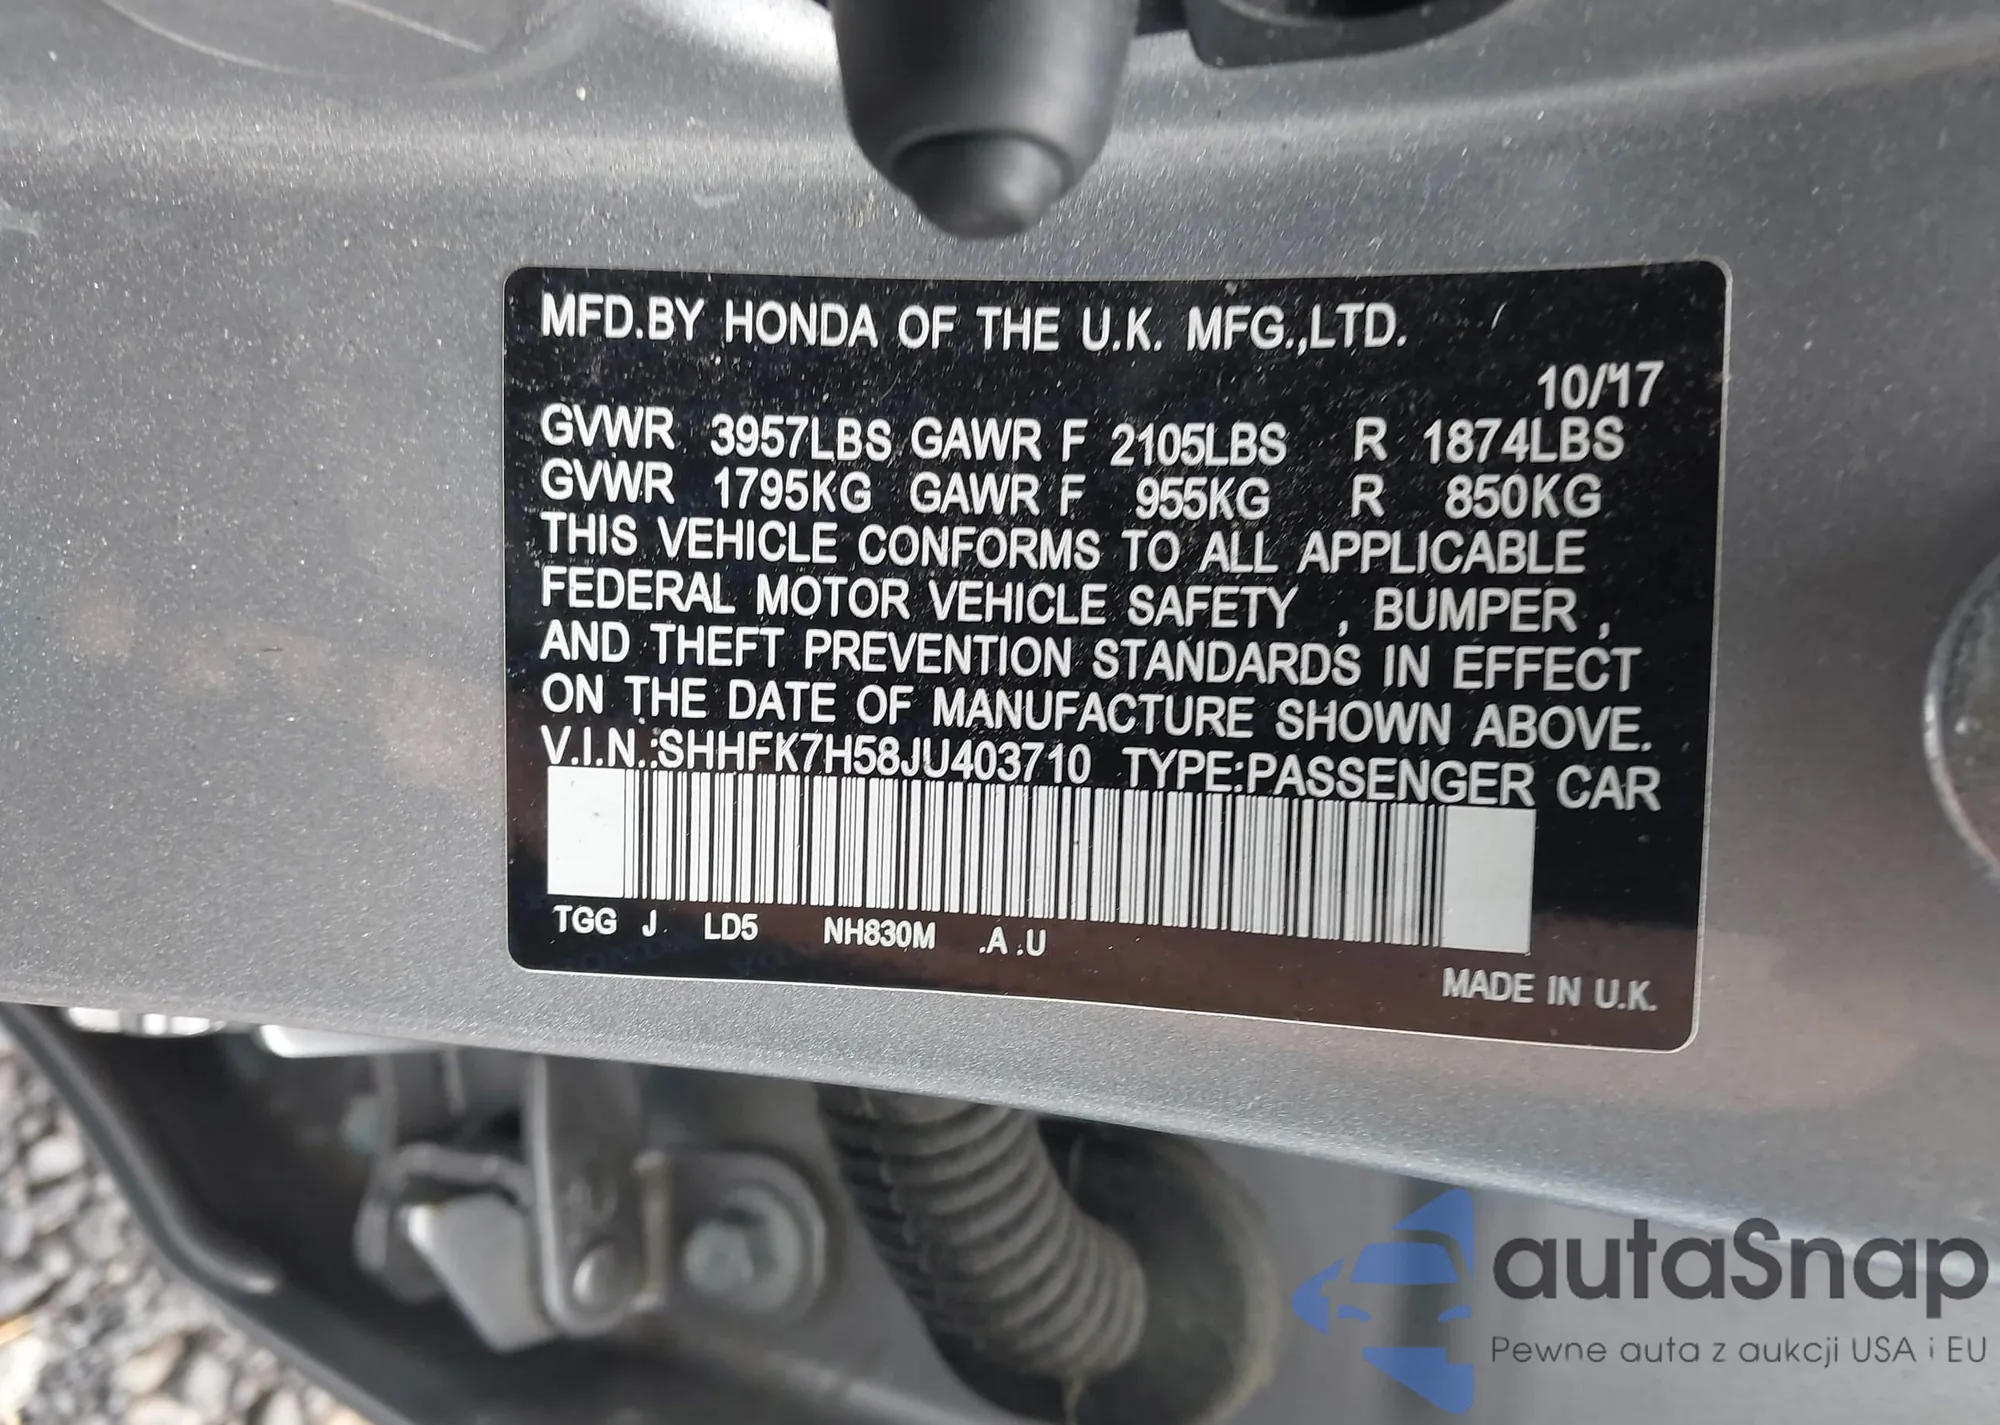 MFD.BY HONDA OF THE U.K. MFG.,LTD.
10/'17
GVWR 3957LBS GAWR F 2105LBS R 1874LBS
GVWR 1795KG GAWR F 955KG R 850KG
THIS VEHICLE CONFORMS TO ALL APPLICABLE
FEDERAL MOTOR VEHICLE SAFETY , BUMPER ,
AND THEFT PREVENTION STANDARDS IN EFFECT
ON THE DATE OF MANUFACTURE SHOWN ABOVE.
V.I.N.:SHHFK7H58JU403710 TYPE:PASSENGER CAR
TGG J LD5 NH830M .A .U
MADE IN U.K.
autaSnap
Pewne auta z aukcji USA i EU